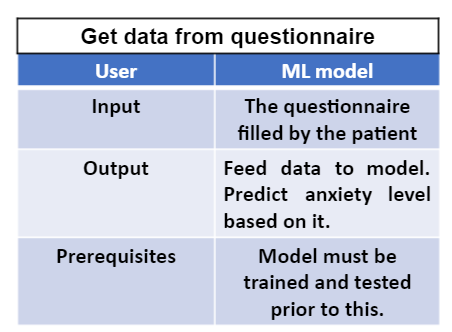 Get data from questionnaire
User
ML model
Input
The questionnaire
filled by the patient
Output
Feed data to model.
Predict anxiety level
based on it.
Prerequisites
Model must be
trained and tested
prior to this.